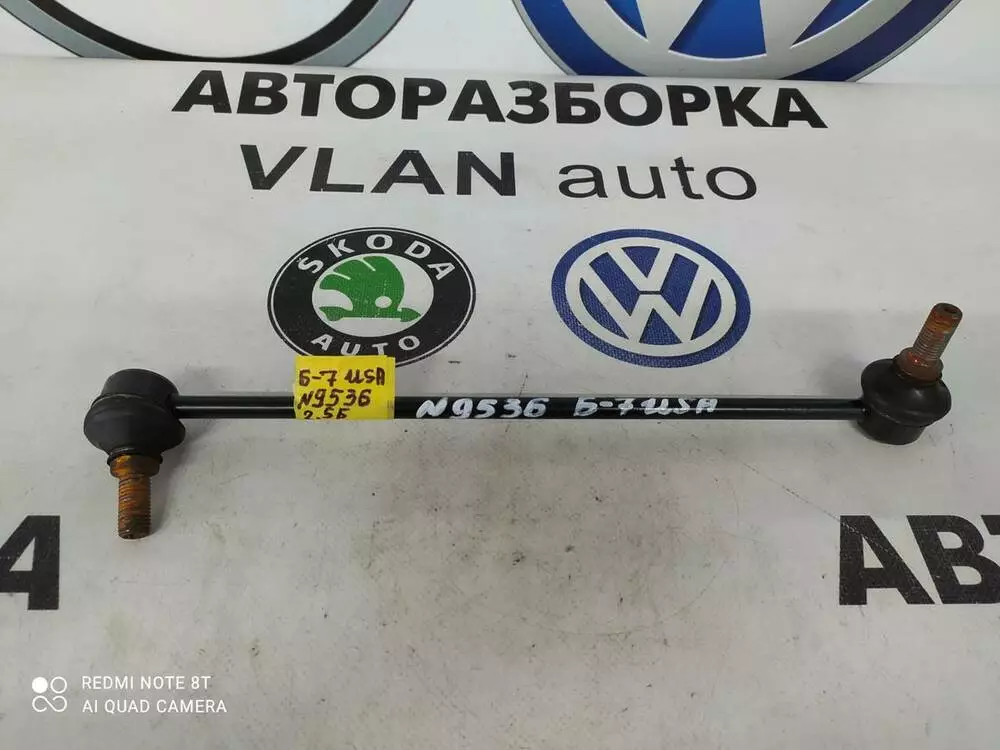 АВТОРАЗБОРКА
VLAN auto
ŠKODA
AUTO
Б-7 USA
N9536
2.5Б
N9536 Б-7 USA
А
АВТ
REDMI NOTE 8T
AI QUAD CAMERA